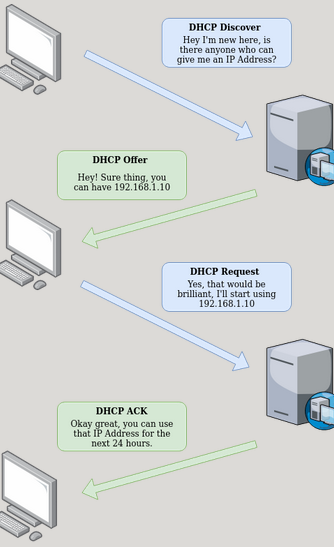 DHCP Discover
Hey I'm new here, is
there anyone who can
give me an IP Address?
DHCP Offer
Hey! Sure thing, you
can have 192.168.1.10
DHCP Request
Yes, that would be
brilliant, I'll start using
192.168.1.10
DHCP ACK
Okay great, you can use
that IP Address for the
next 24 hours.